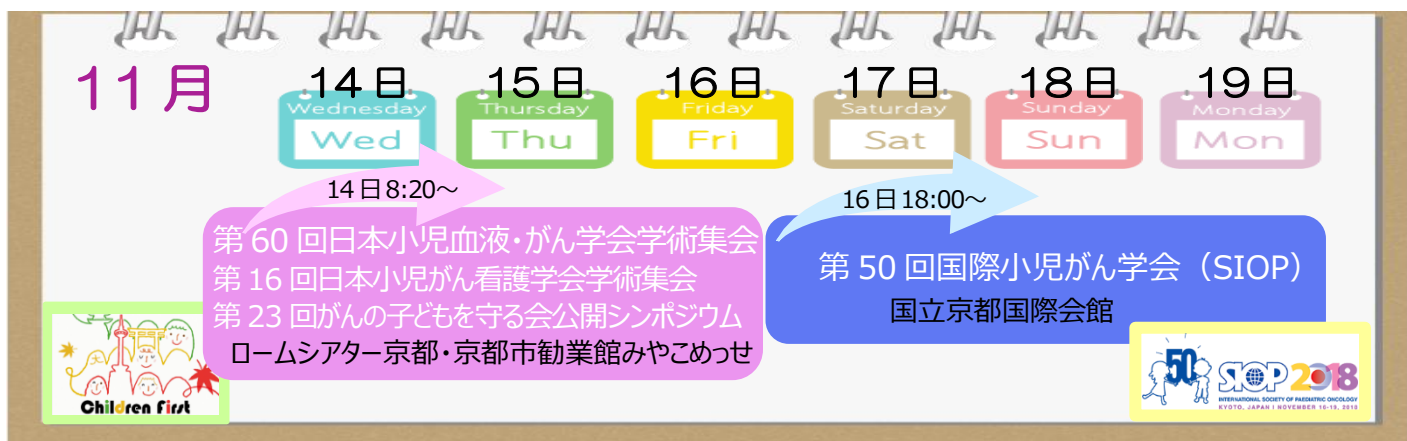 11月
14日 15日 16日 17日 18日 19日
Wednesday Thursday Friday Saturday Sunday Monday
Wed Thu Fri Sat Sun Mon
14日8:20～
16日18:00～
第60回日本小児血液・がん学会学術集会
第16回日本小児がん看護学会学術集会
第23回がんの子どもを守る会公開シンポジウム
ロームシアター京都・京都市勧業館みやこめっせ
第50回国際小児がん学会（SIOP）
国立京都国際会館
Children First
50
SIOP 2018
INTERNATIONAL SOCIETY OF PAEDIATRIC ONCOLOGY
KYOTO, JAPAN I NOVEMBER 16-19, 2018